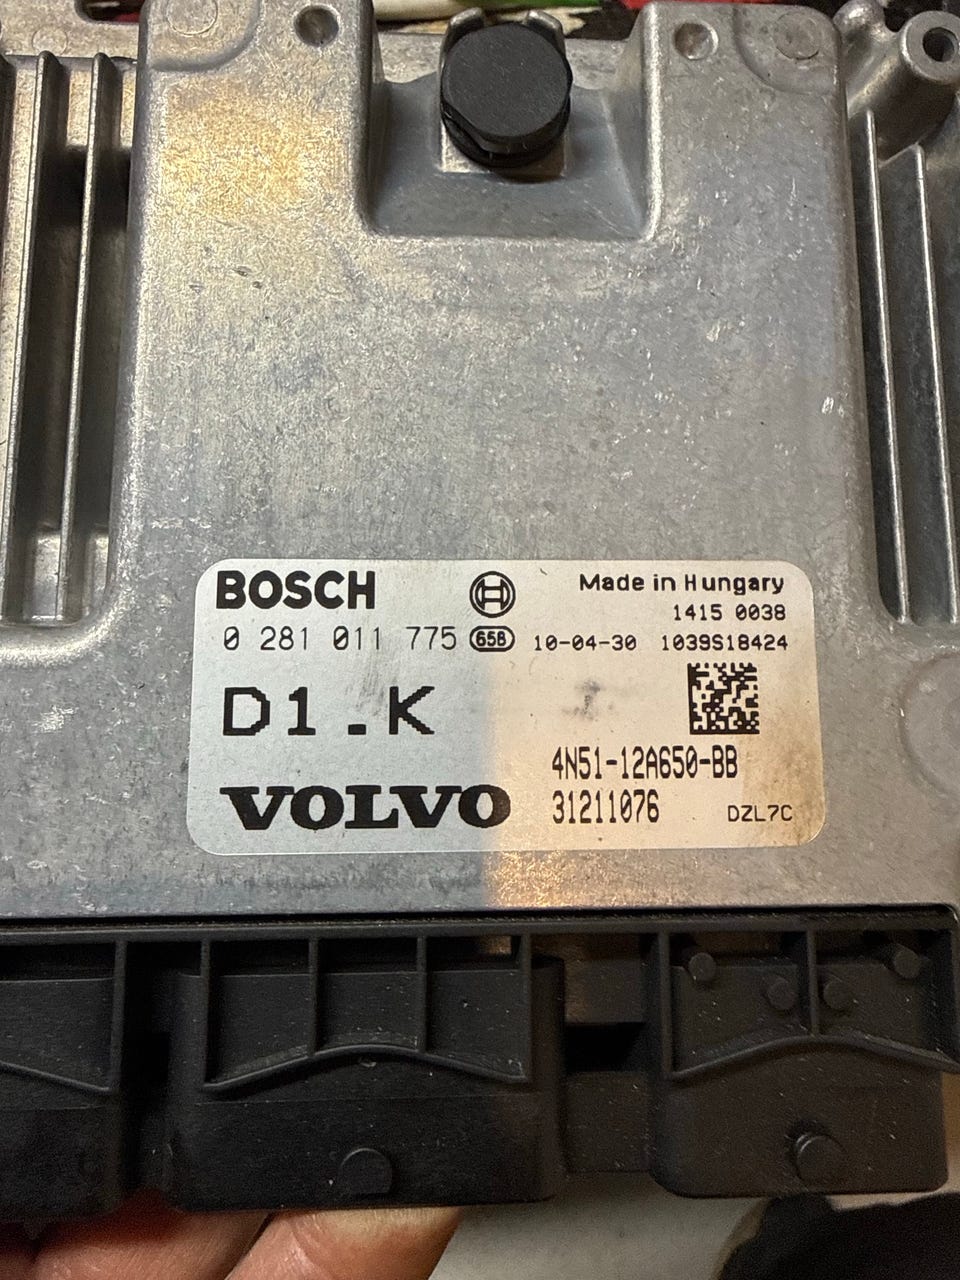 BOSCH
Made in Hungary
1415 0038
0 281 011 775 658 10-04-30 1039S18424
D1.K
4N51-12A650-BB
VOLVO 31211076 DZL7C